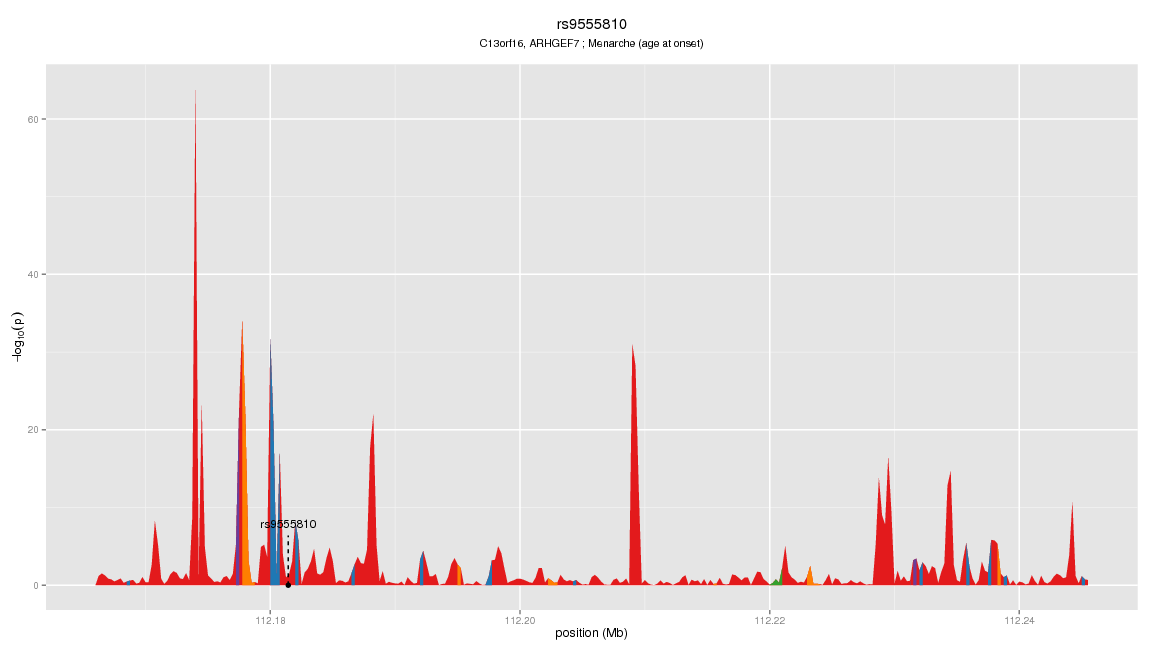 rs9555810
C13orf16, ARHGEF7 ; Menarche (age at onset)
60
40
20
0
-log10(p)
rs9555810
112.18
112.20
112.22
112.24
position (Mb)